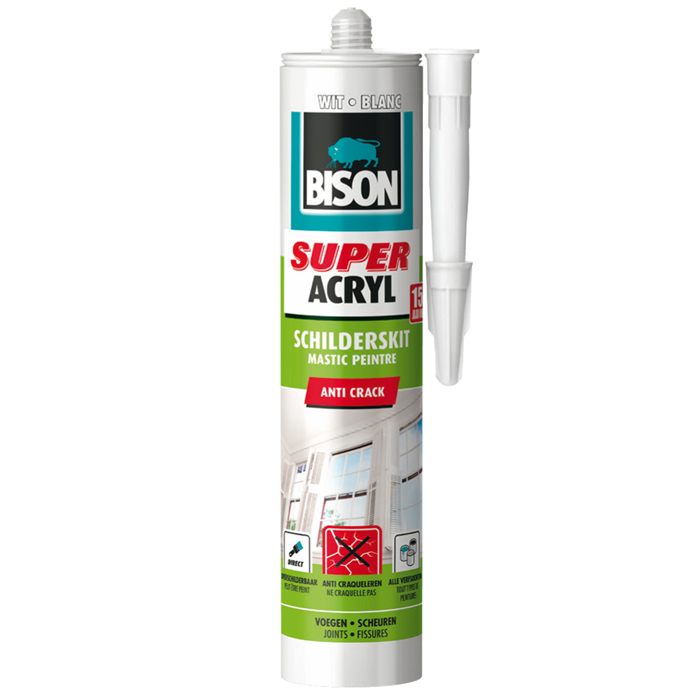 WIT • BLANC
BISON
SUPER
ACRYL
15
SCHILDERSKIT
MASTIC PEINTRE
ANTI CRACK
DIRECT
ANTI CRAQUELEREN
NE CRAQUELLE PAS
VOEGEN • SCHEUREN
JOINTS • FISSURES